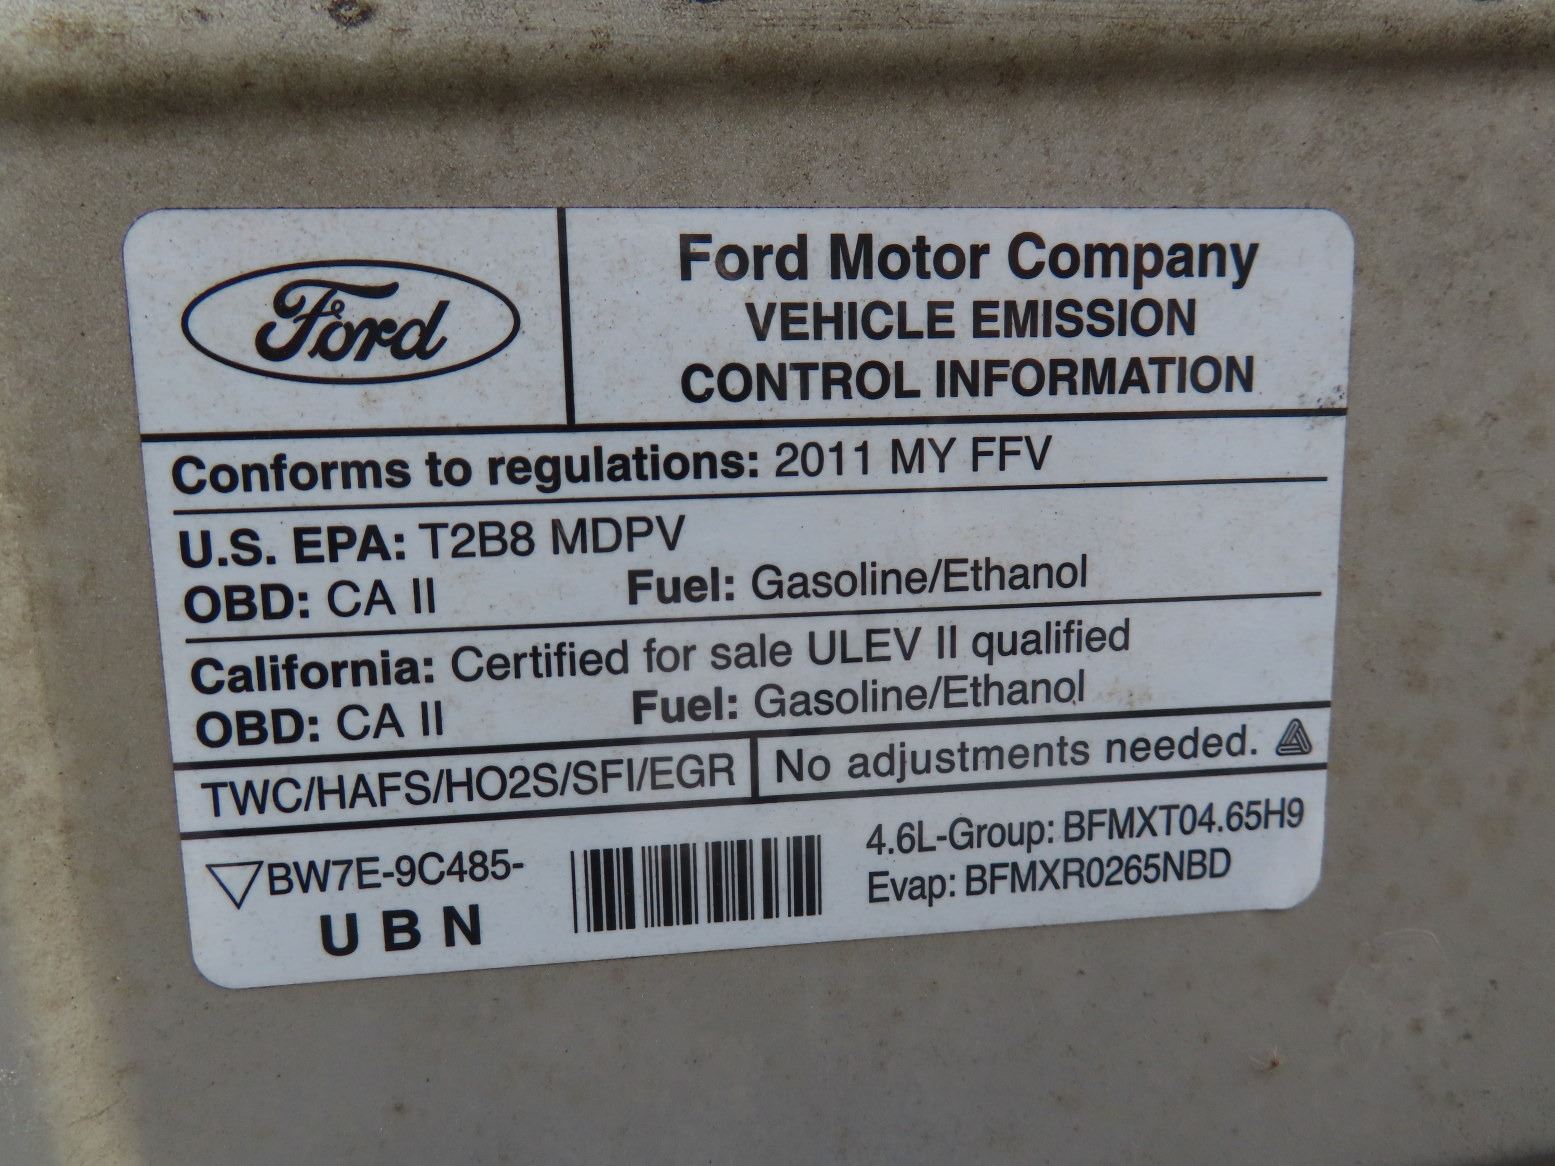 Ford
Ford Motor Company
VEHICLE EMISSION
CONTROL INFORMATION
Conforms to regulations: 2011 MY FFV
U.S. EPA: T2B8 MDPV
OBD: CA II Fuel: Gasoline/Ethanol
California: Certified for sale ULEV II qualified
OBD: CA II Fuel: Gasoline/Ethanol
TWC/HAFS/HO2S/SFI/EGR
No adjustments needed.
BW7E-9C485-
UBN
4.6L-Group: BFMXT04.65H9
Evap: BFMXR0265NBD